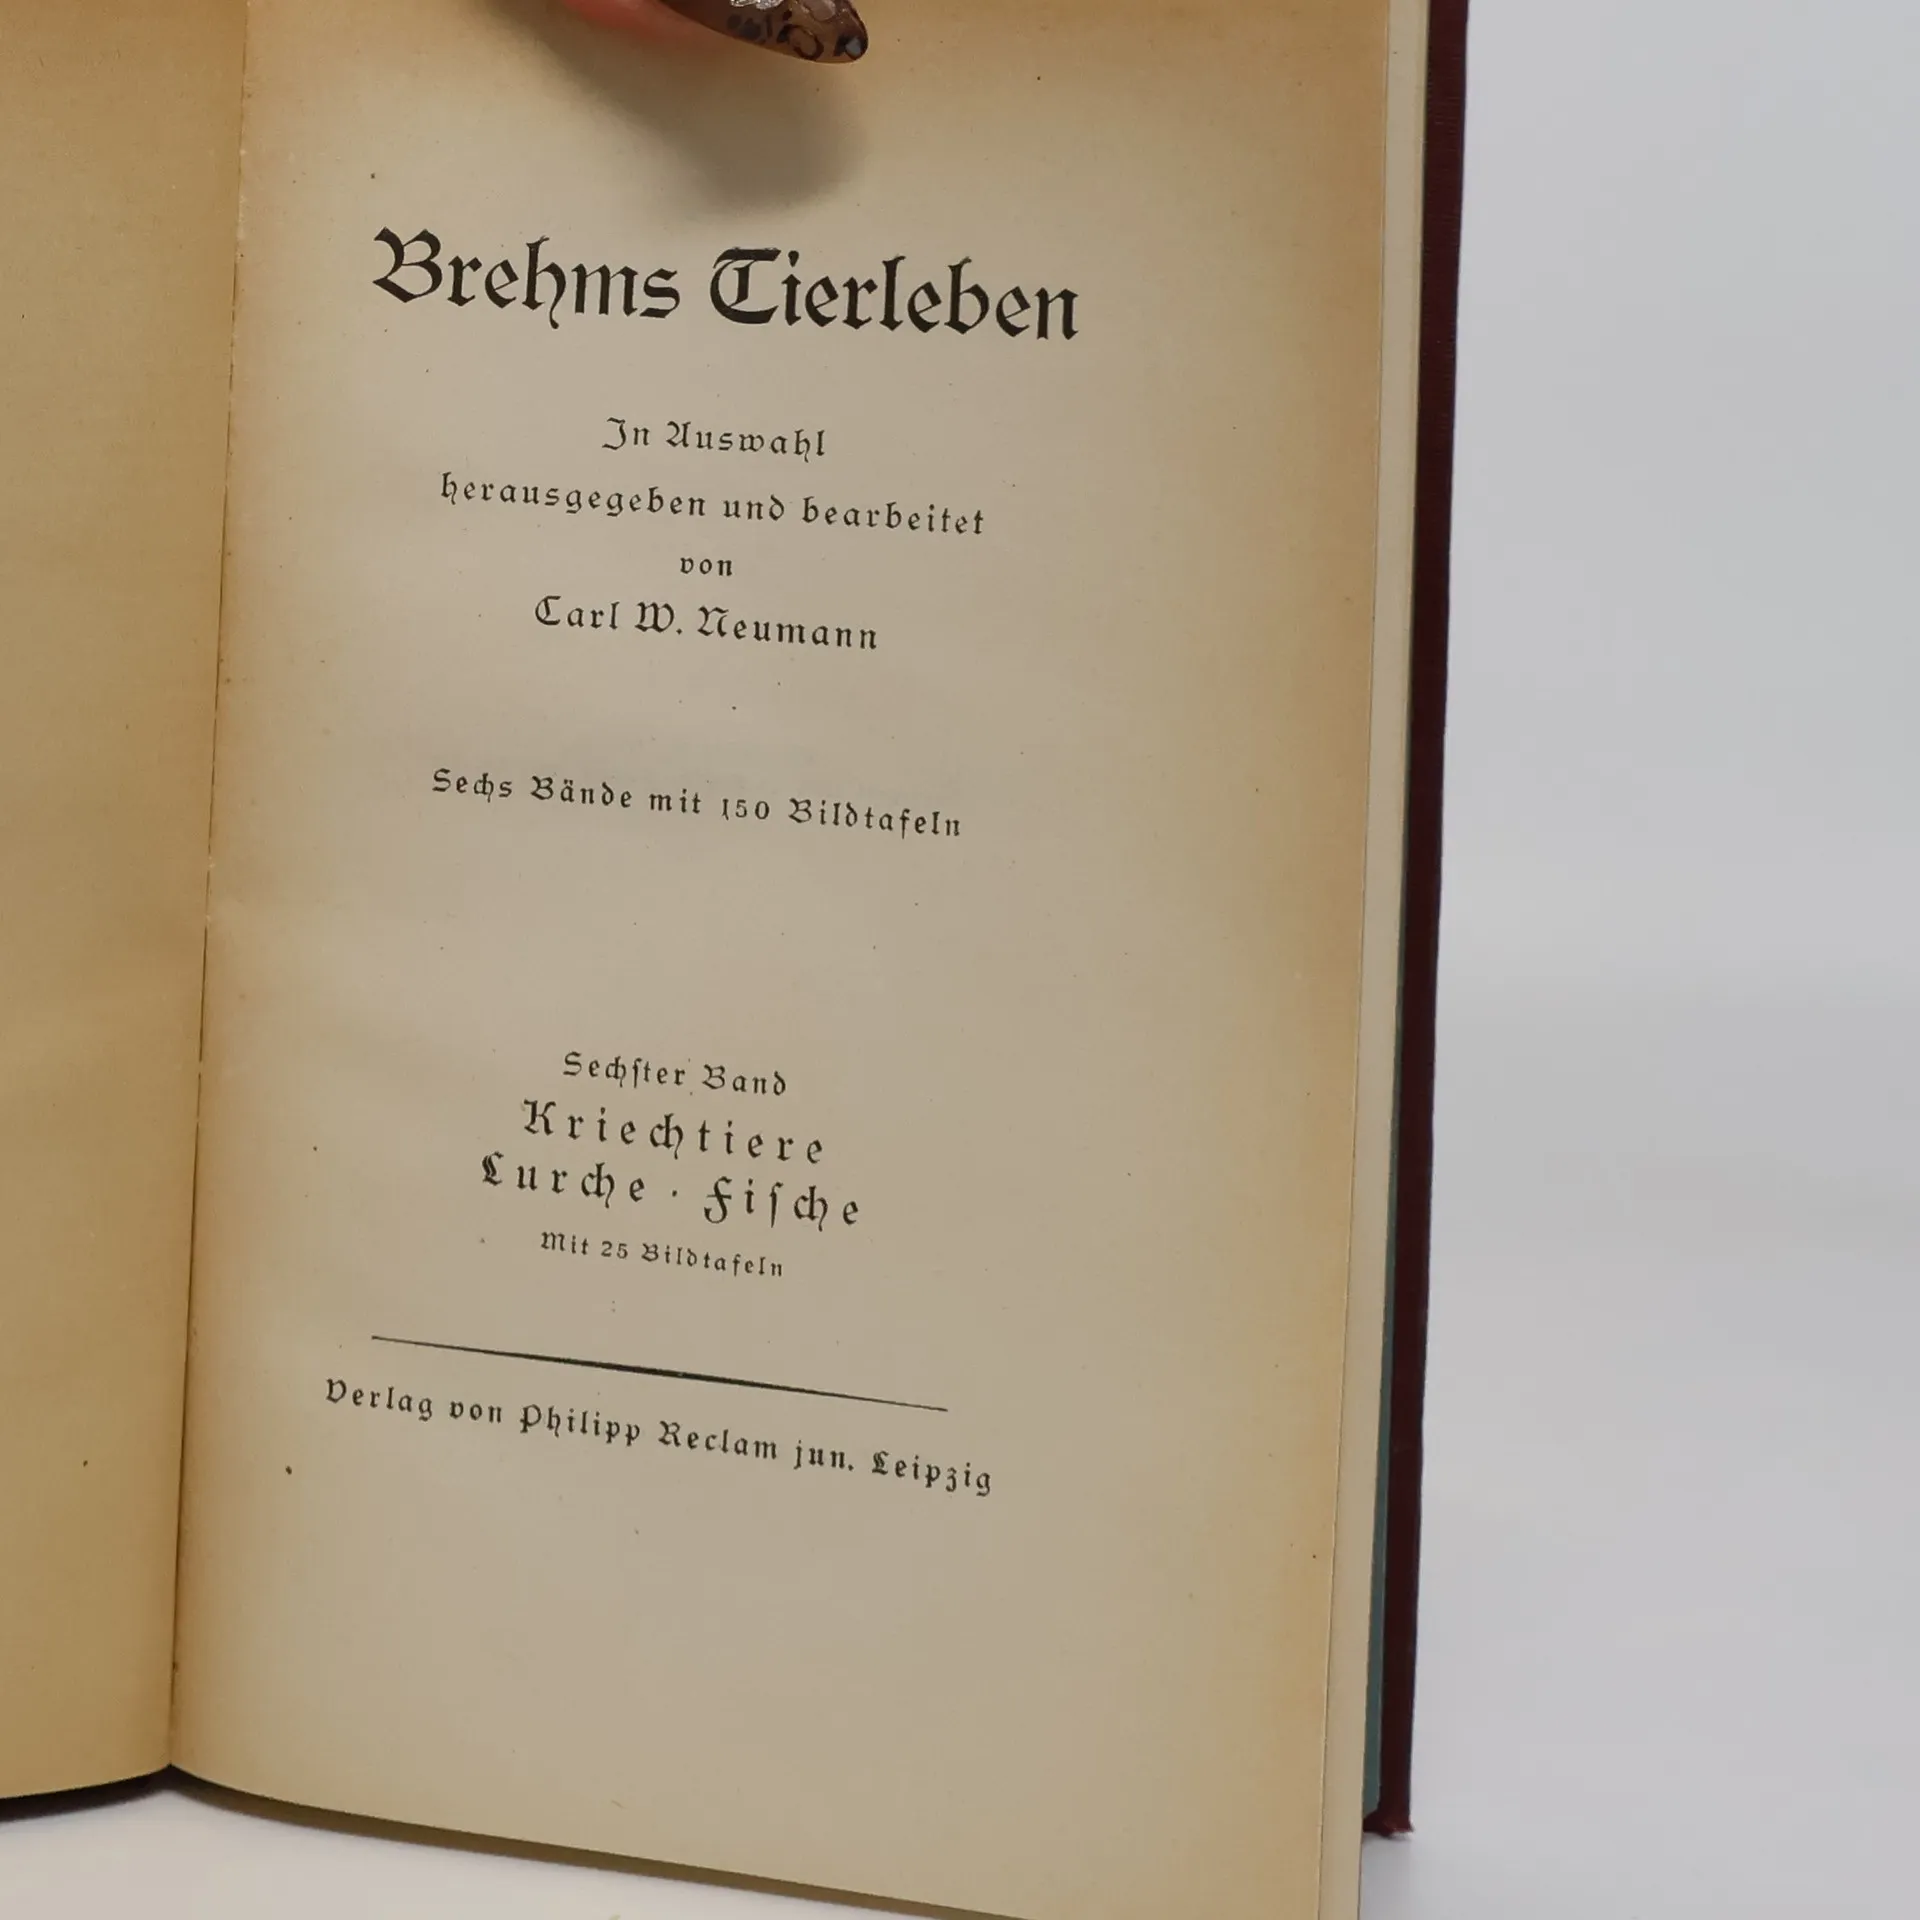 Brehms Tierleben
In Auswahl
herausgegeben und bearbeitet
von
Carl W. Neumann
Sechs Bände mit 150 Bildtafeln
Sechſter Band
Kriechtiere
Lurche · Fiſche
Mit 25 Bildtafeln
Verlag von Philipp Reclam jun. Leipzig